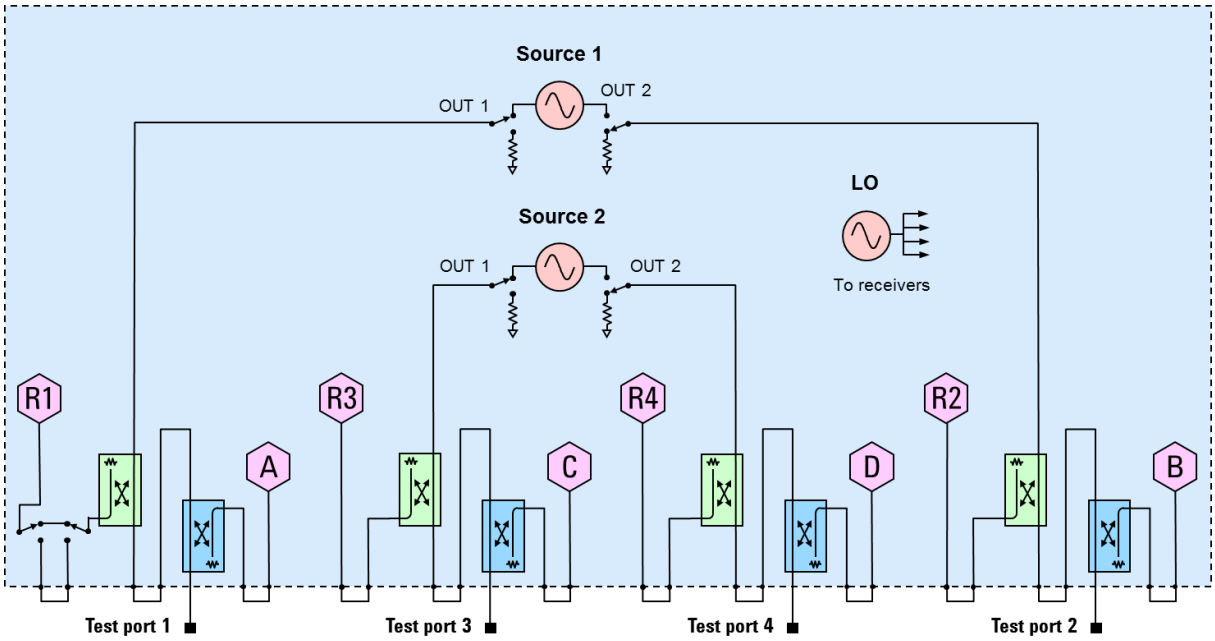 Source 1
OUT 1
OUT 2
LO
Source 2
OUT 1
OUT 2
To receivers
R1
R3
R4
R2
A
C
D
B
Test port 1
Test port 3
Test port 4
Test port 2